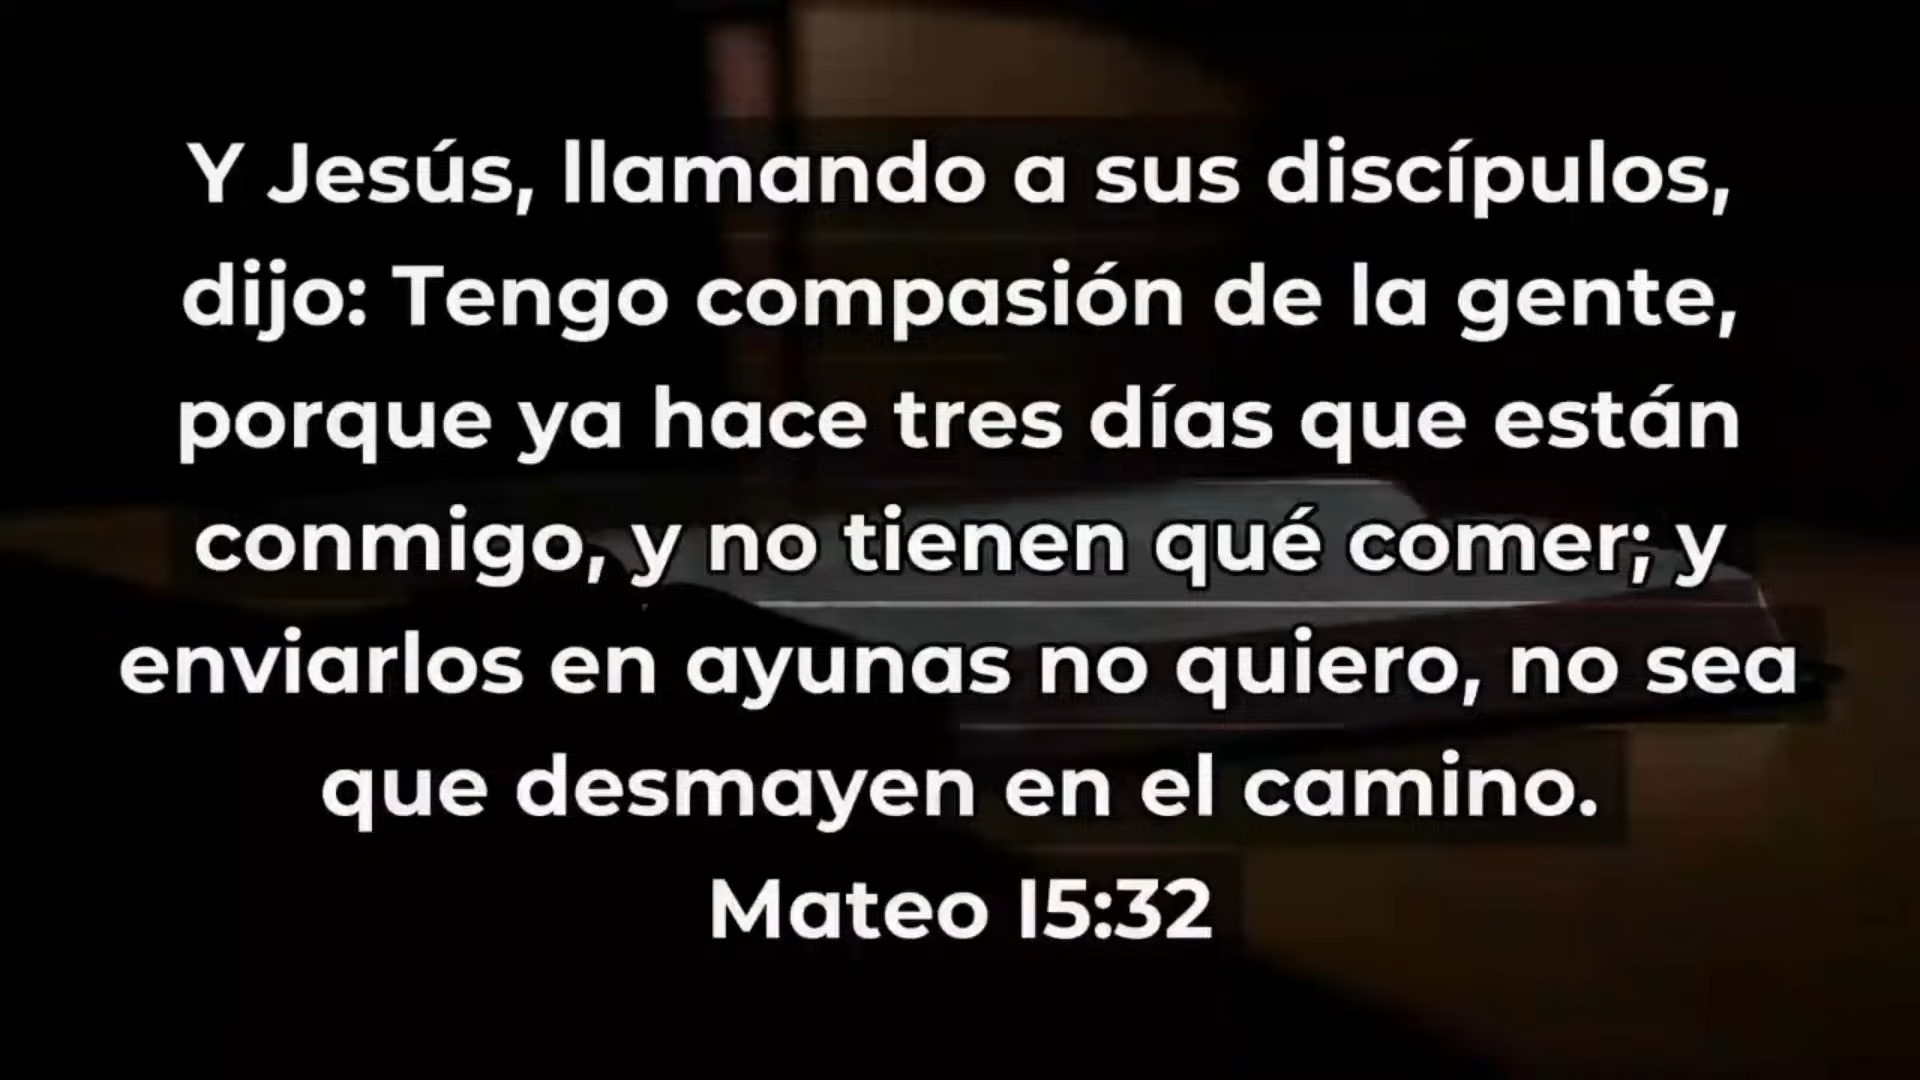 Y Jesús, llamando a sus discípulos,
dijo: Tengo compasión de la gente,
porque ya hace tres días que están
conmigo, y no tienen qué comer; y
enviarlos en ayunas no quiero, no sea
que desmayen en el camino.
Mateo 15:32